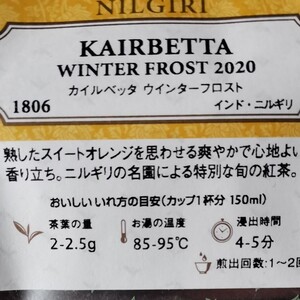 NILGIRI
KAIRBETTA
WINTER FROST 2020
カイルベッタ ウインターフロスト
1806
インド・ニルギリ
熟したスイートオレンジを思わせる爽やかで心地よい
香り立ち。ニルギリの名園による特別な旬の紅茶。
おいしいいれ方の目安(カップ1杯分 150ml)
茶葉の量
お湯の温度
浸出時間
2-2.5g
85-95℃
4-5分
煎出回数:1〜2回